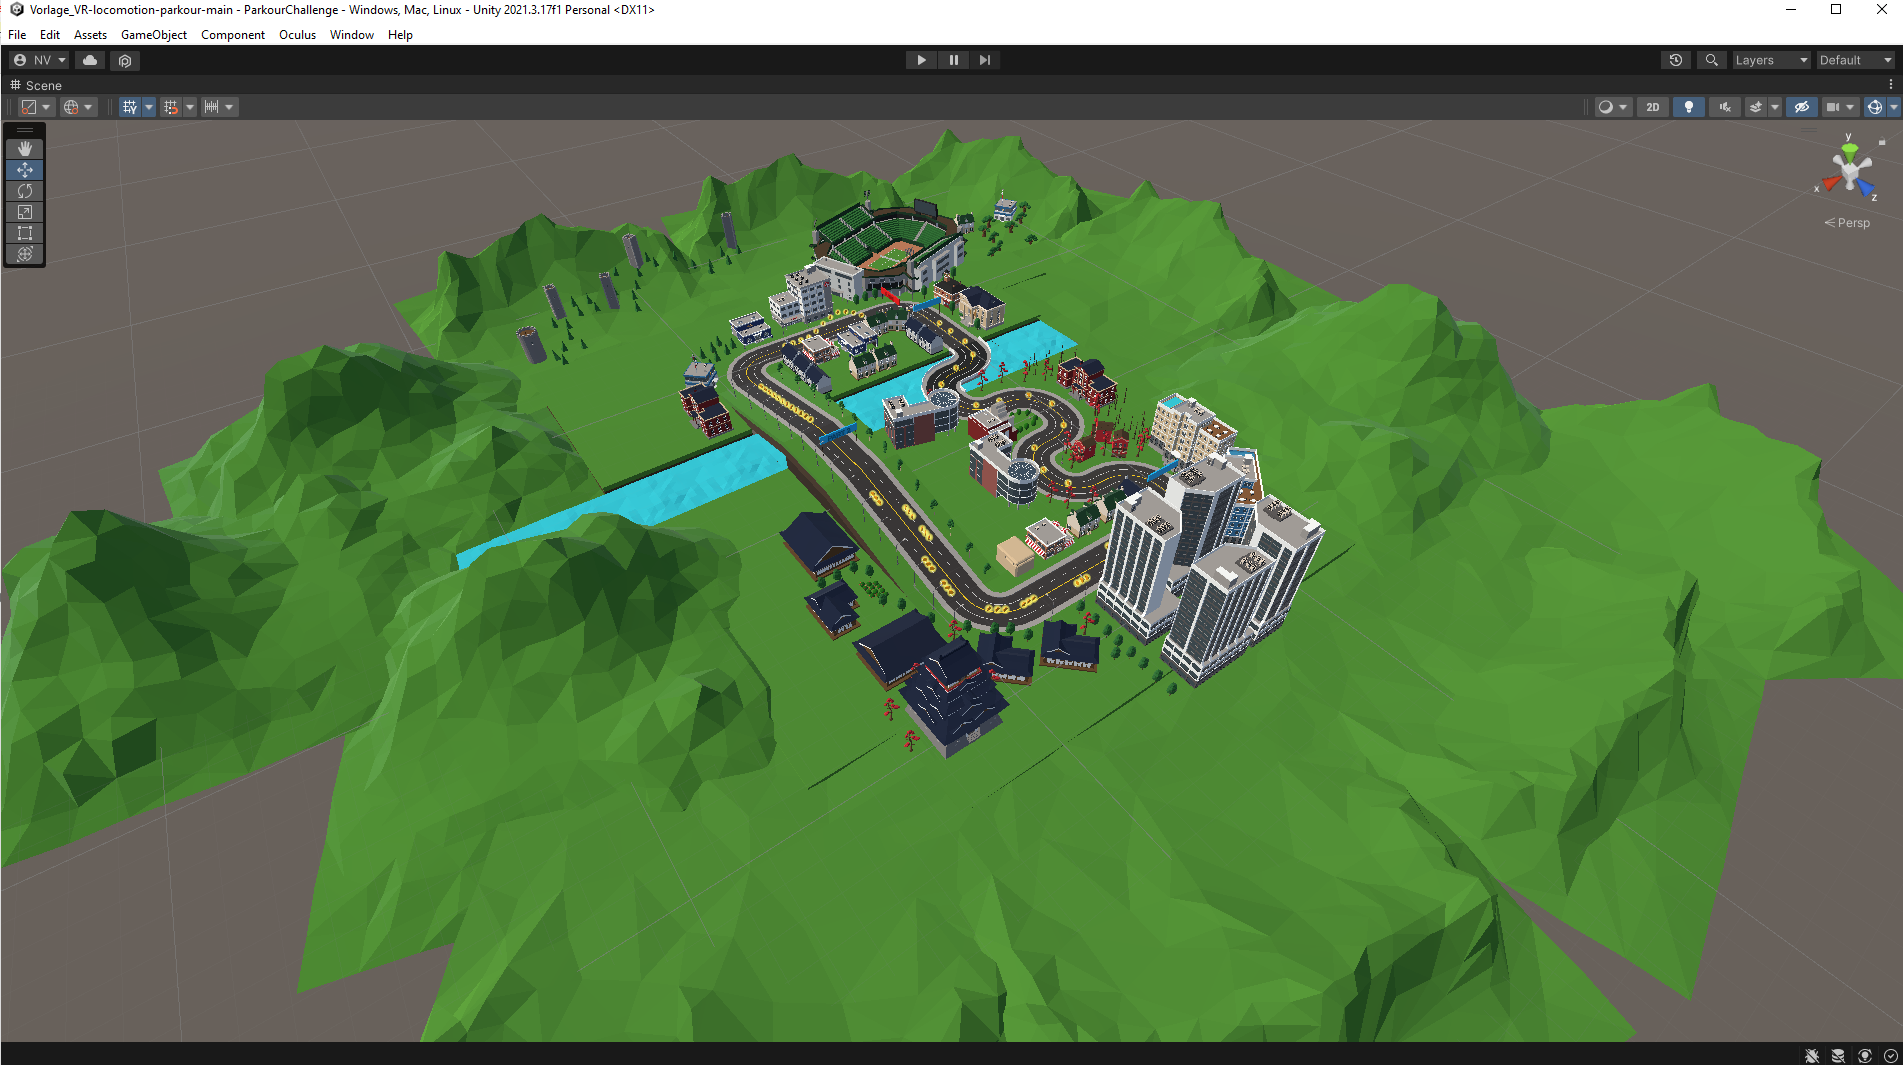 Vorlage_VR-locomotion-parkour-main - ParkourChallenge - Windows, Mac, Linux - Unity 2021.3.17f1 Personal <DX11>
File Edit Assets GameObject Component Oculus Window Help
NV Layers Default
Scene
2D
y
x
z
Persp